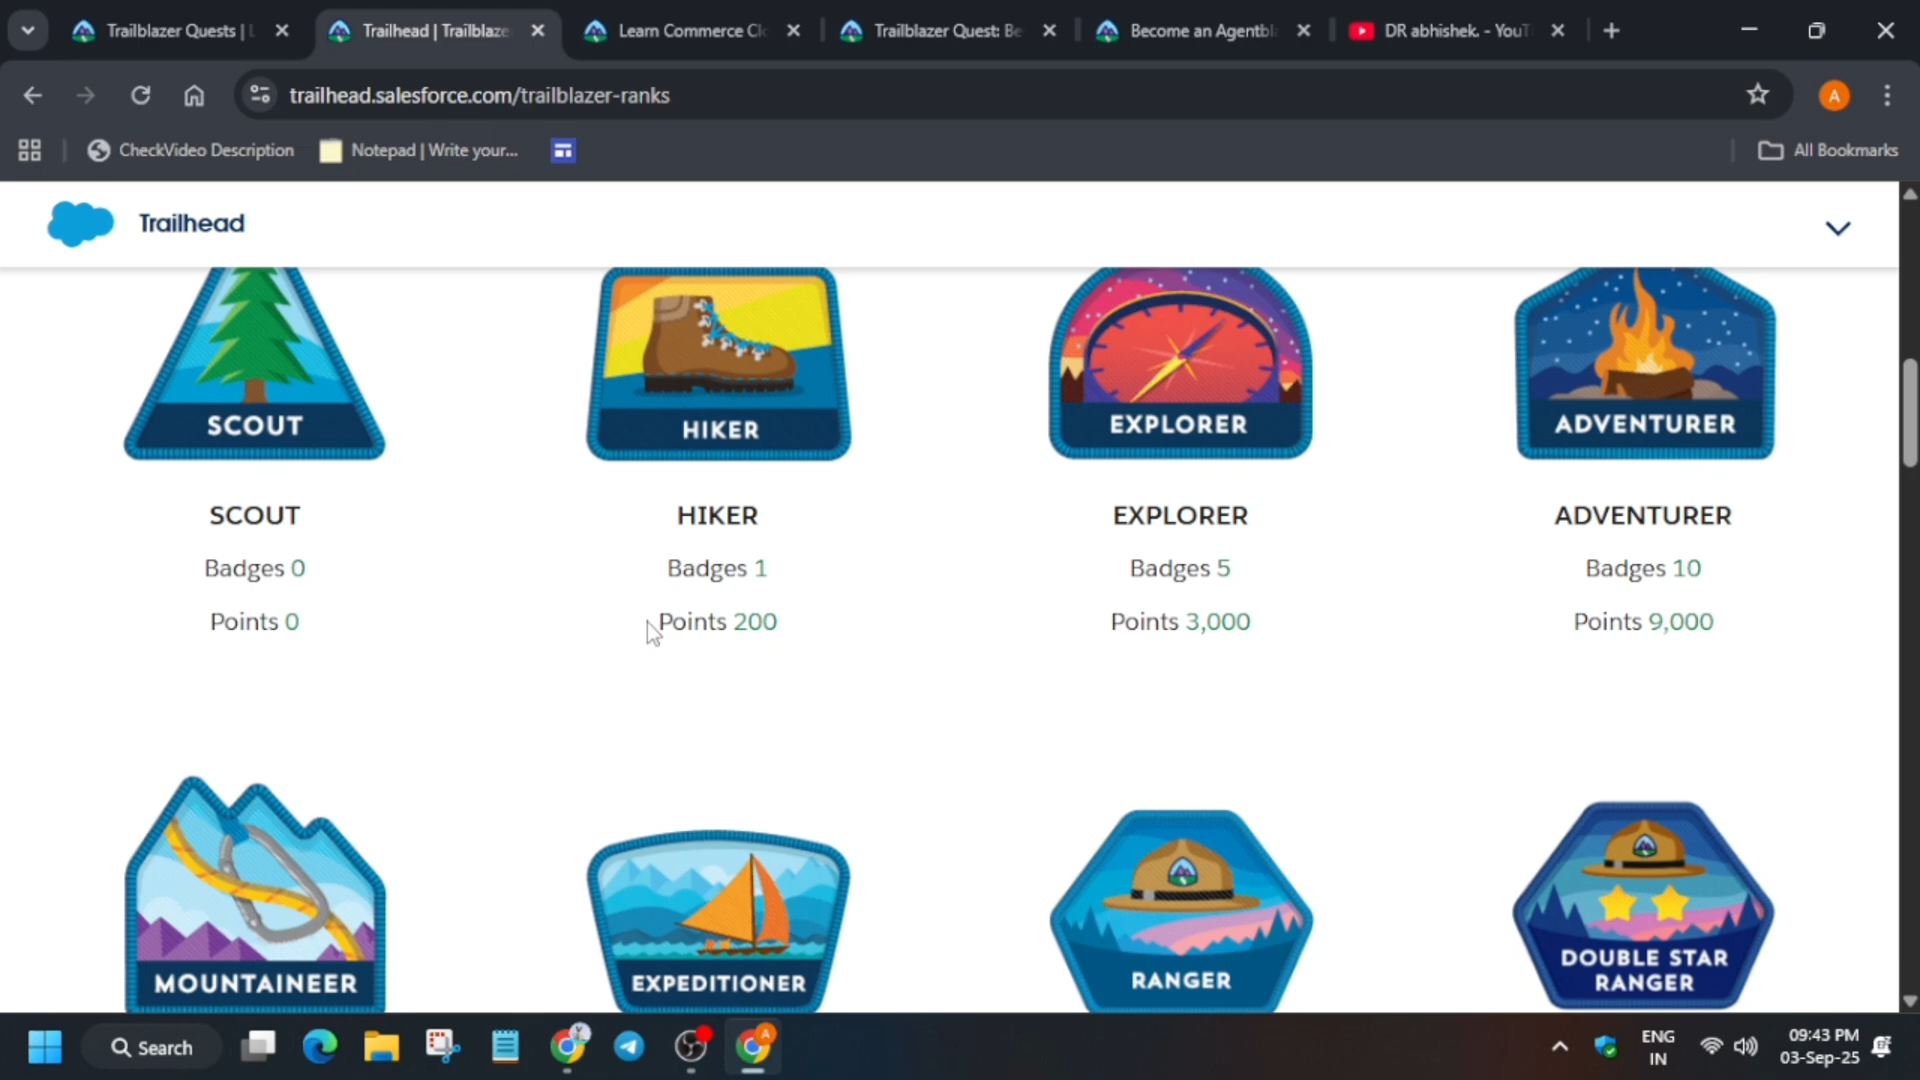 Trailblazer Quests | L
Trailhead | Trailblaze
Learn Commerce Cl
Trailblazer Quest: Be
Become an Agentbl
DR abhishek. - YouT
trailhead.salesforce.com/trailblazer-ranks
A
CheckVideo Description
Notepad | Write your...
All Bookmarks
Trailhead
SCOUT
HIKER
EXPLORER
ADVENTURER
SCOUT
HIKER
EXPLORER
ADVENTURER
Badges 0
Badges 1
Badges 5
Badges 10
Points 0
Points 200
Points 3,000
Points 9,000
MOUNTAINEER
EXPEDITIONER
RANGER
DOUBLE STAR
RANGER
Search
A
ENG
IN
09:43 PM
03-Sep-25